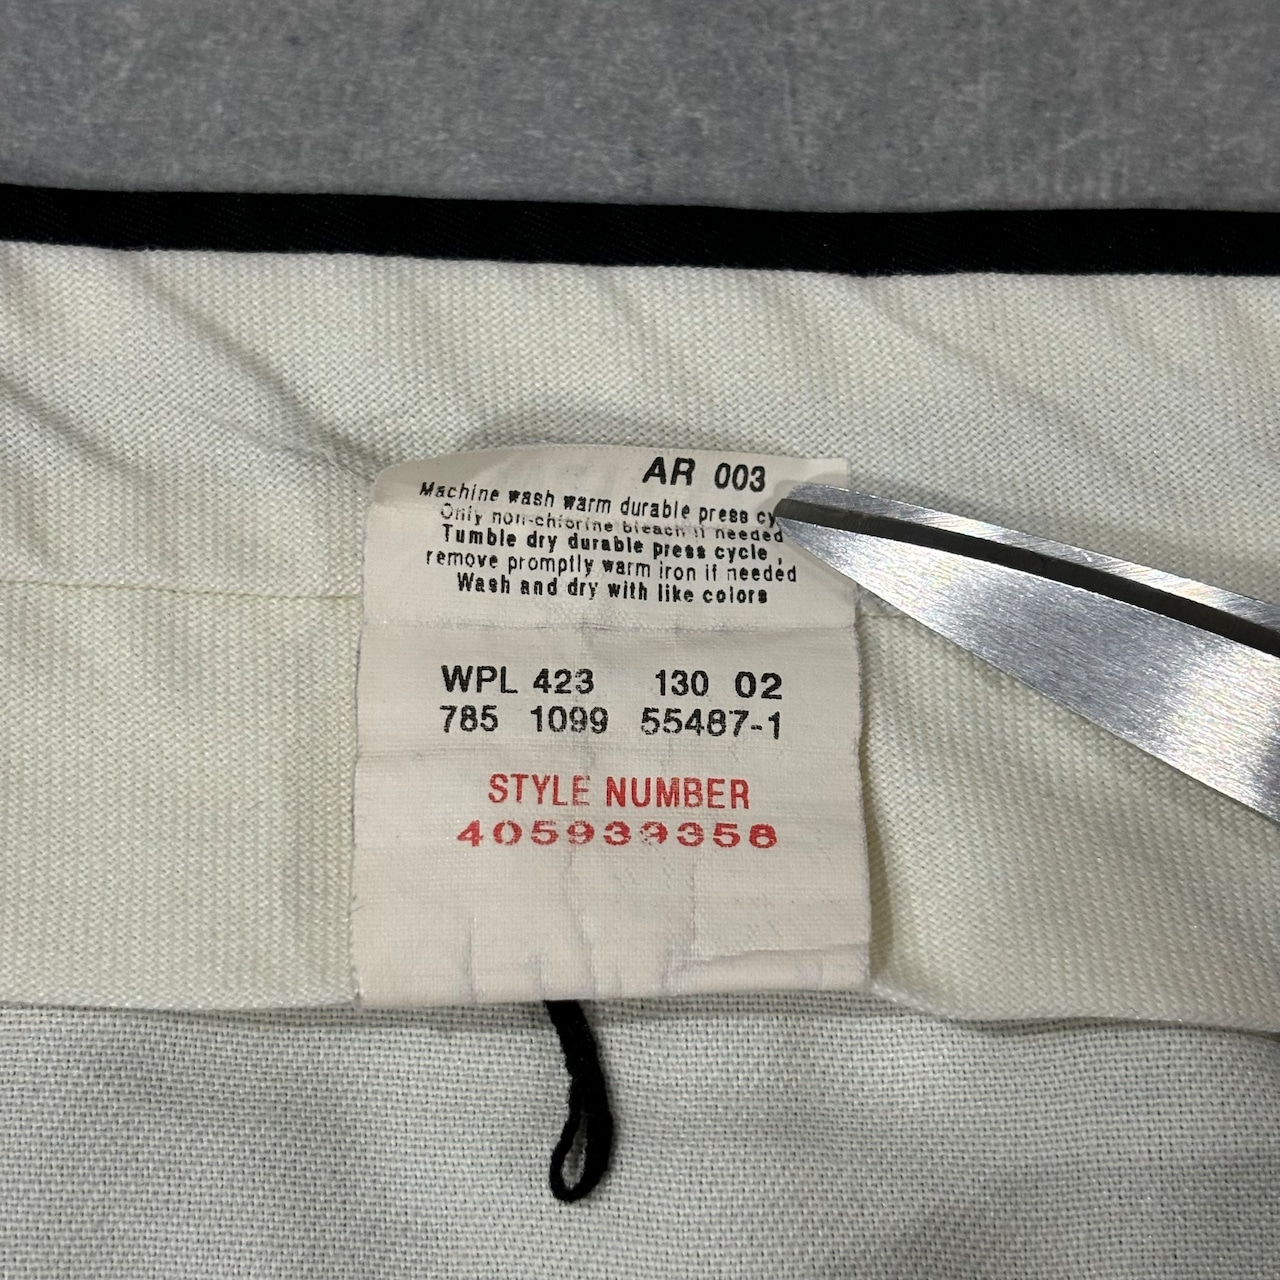 AR 003
Machine wash warm durable press
Only non-chlorine bleach if needed
Tumble dry durable press cycle ,
remove promptly warm iron if needed
Wash and dry with like colors
WPL 423 130 02
785 1099 55487-1
STYLE NUMBER
405939358